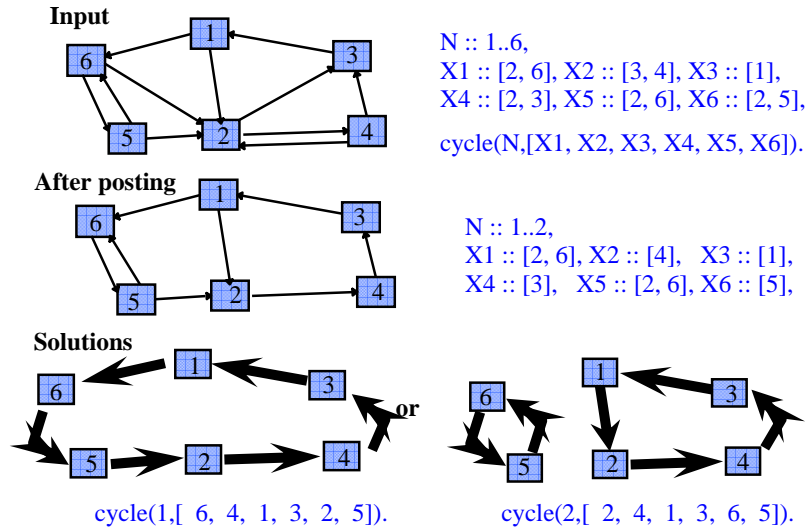 Input
1
6
3
2
4
5
N :: 1..6,
X1 :: [2, 6], X2 :: [3, 4], X3 :: [1],
X4 :: [2, 3], X5 :: [2, 6], X6 :: [2, 5],
cycle(N,[X1, X2, X3, X4, X5, X6]).
After posting
1
6
3
5
2
4
N :: 1..2,
X1 :: [2, 6], X2 :: [4], X3 :: [1],
X4 :: [3], X5 :: [2, 6], X6 :: [5],
Solutions
1
6
3
5
2
4
or
6
5
1
3
2
4
cycle(1,[ 6, 4, 1, 3, 2, 5]).
cycle(2,[ 2, 4, 1, 3, 6, 5]).